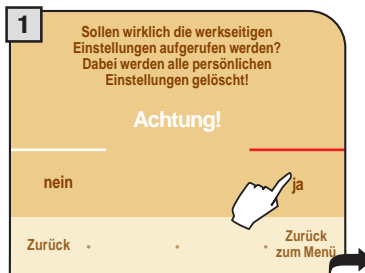 1
Sollen wirklich die werkseitigen
Einstellungen aufgerufen werden?
Dabei werden alle persönlichen
Einstellungen gelöscht!
Achtung!
nein
ja
Zurück
Zurück
zum Menü